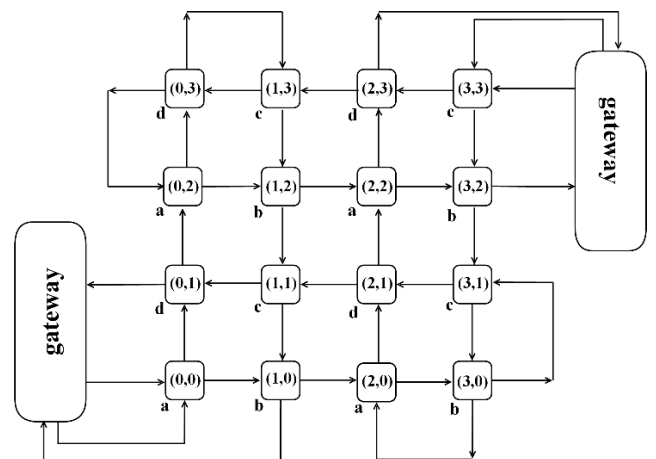 (0,3) (1,3) (2,3) (3,3)
d c d c
gateway
(0,2) (1,2) (2,2) (3,2)
a b a b
gateway
(0,1) (1,1) (2,1) (3,1)
d c d c
(0,0) (1,0) (2,0) (3,0)
a b a b